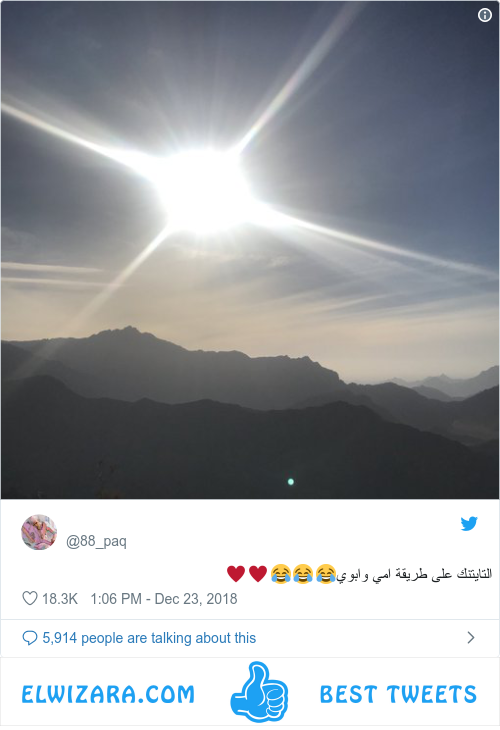 @88_paq
التايتنك على طريقة امي وابوي😂😂😂♥♥
18.3K 1:06 PM - Dec 23, 2018
5,914 people are talking about this
ELWIZARA.COM BEST TWEETS